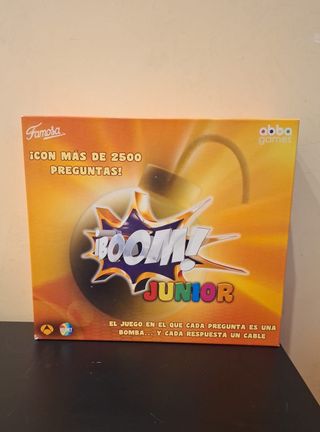 Famosa
abba
games
¡CON MÁS DE 2500
PREGUNTAS!
¡BOOM!
JUNIOR
EL JUEGO EN EL QUE CADA PREGUNTA ES UNA
BOMBA... Y CADA RESPUESTA UN CABLE